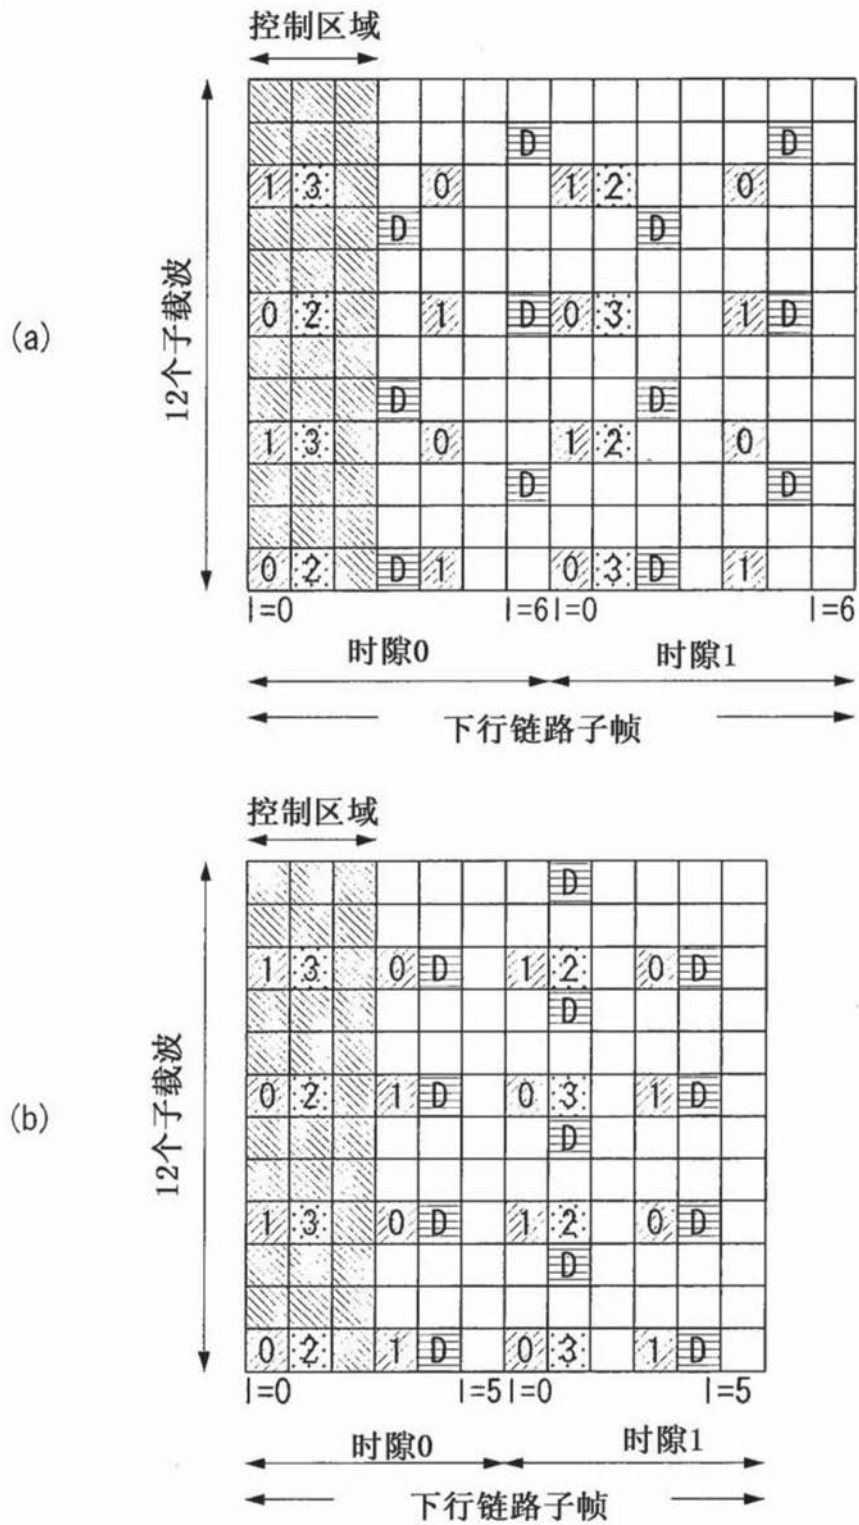 控制区域
D D
1 3 0 1 2 0
D D
0 2 1 D 0 3 1 D
(a)
12个子载波
D D
1 3 0 1 2 0
D D
0 2 D 1 0 3 D 1
l=0 l=6 l=0 l=6
时隙0 时隙1
下行链路子帧
控制区域
D
1 3 0 D 1 2 0 D
D
0 2 1 D 0 3 1 D
(b)
12个子载波
D
1 3 0 D 1 2 0 D
D
0 2 1 D 0 3 1 D
l=0 l=5 l=0 l=5
时隙0 时隙1
下行链路子帧